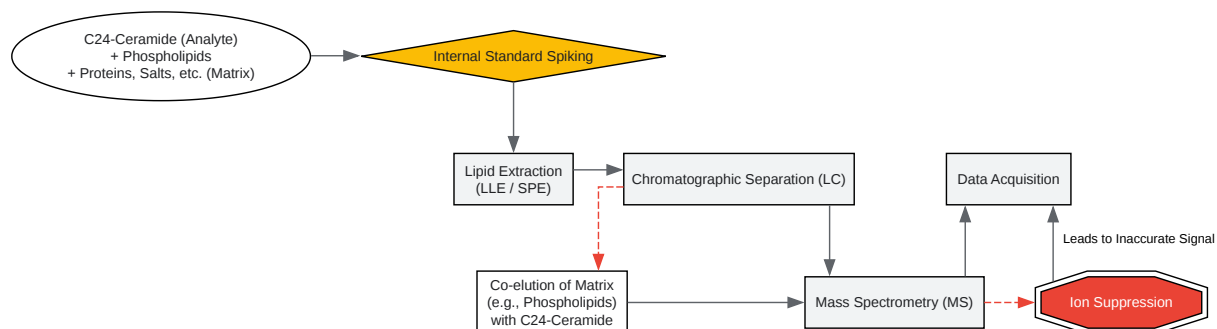 C24-Ceramide (Analyte)
+ Phospholipids
+ Proteins, Salts, etc. (Matrix)
Internal Standard Spiking
Lipid Extraction
(LLE / SPE)
Chromatographic Separation (LC)
Data Acquisition
Leads to Inaccurate Signal
Co-elution of Matrix
(e.g., Phospholipids)
with C24-Ceramide
Mass Spectrometry (MS)
Ion Suppression